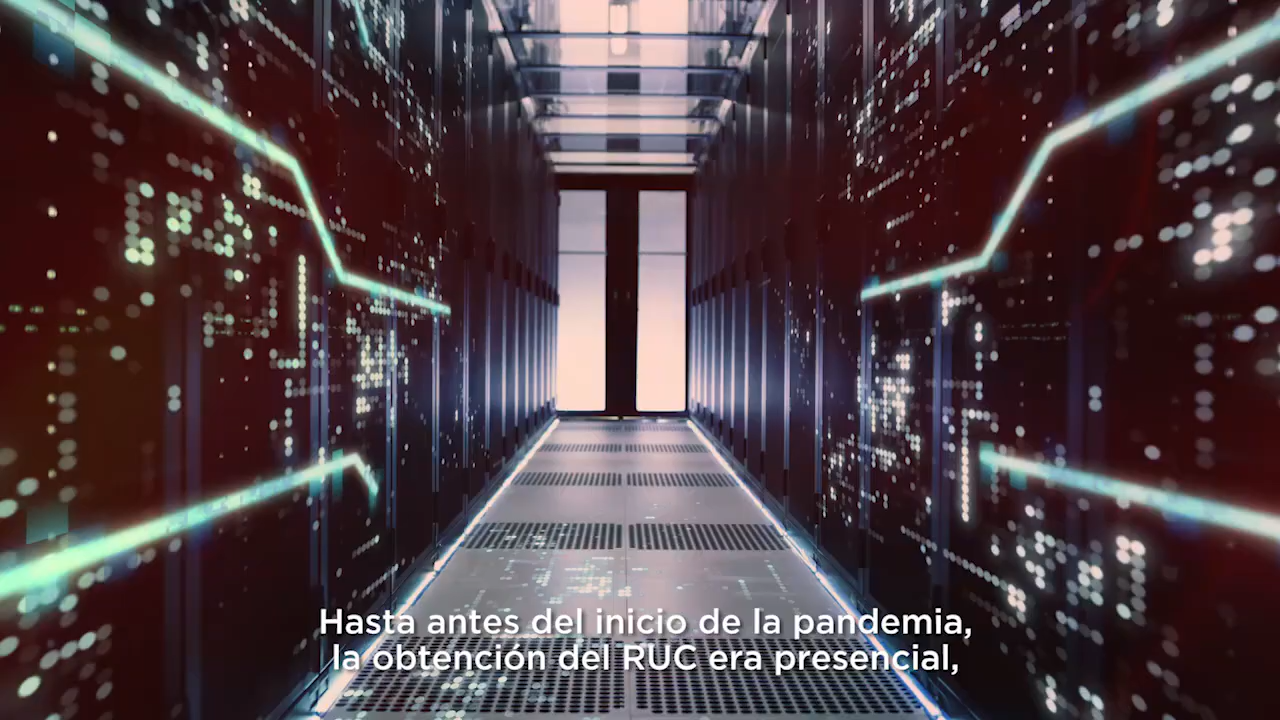 Hasta antes del inicio de la pandemia,
la obtención del RUC era presencial,